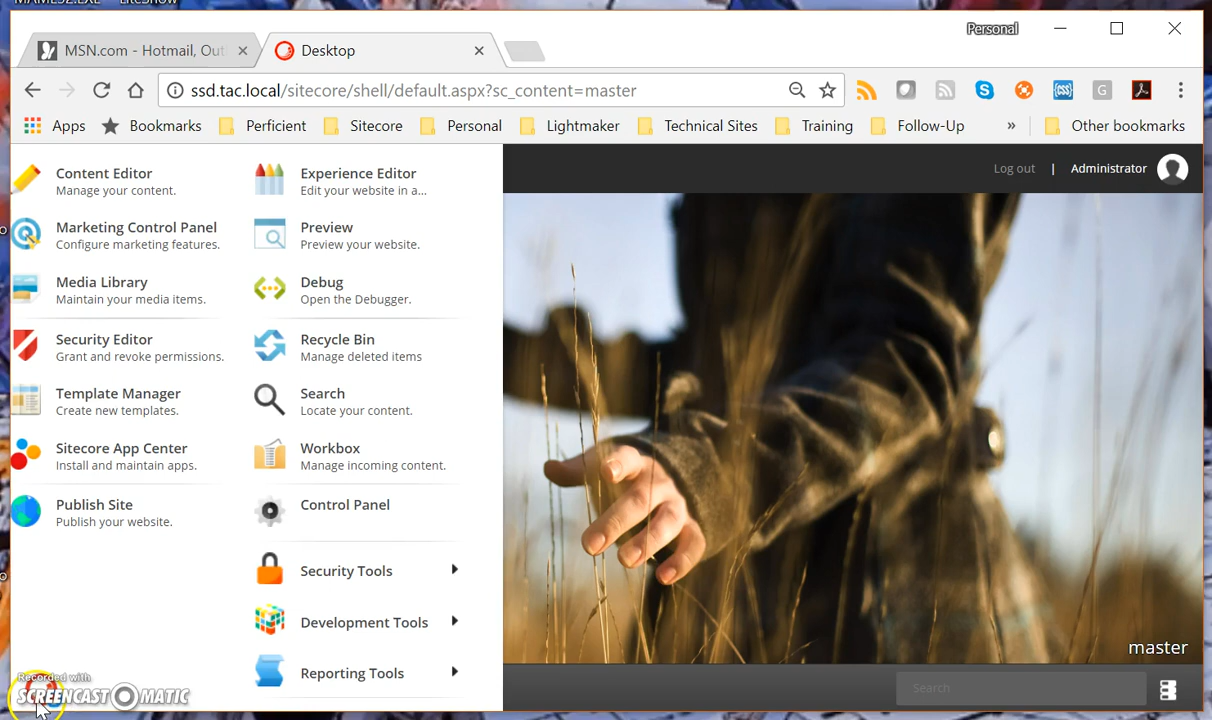 MAME32.EXE LiteShow
Personal
MSN.com - Hotmail, Outl
Desktop
ssd.tac.local/sitecore/shell/default.aspx?sc_content=master
Apps Bookmarks Perficient Sitecore Personal Lightmaker Technical Sites Training Follow-Up » Other bookmarks
Log out | Administrator
Content Editor
Manage your content.
Experience Editor
Edit your website in a...
Marketing Control Panel
Configure marketing features.
Preview
Preview your website.
Media Library
Maintain your media items.
Debug
Open the Debugger.
Security Editor
Grant and revoke permissions.
Recycle Bin
Manage deleted items
Template Manager
Create new templates.
Search
Locate your content.
Sitecore App Center
Install and maintain apps.
Workbox
Manage incoming content.
Publish Site
Publish your website.
Control Panel
Security Tools
Development Tools
Reporting Tools
master
Search
Recorded with
SCREENCAST-O-MATIC